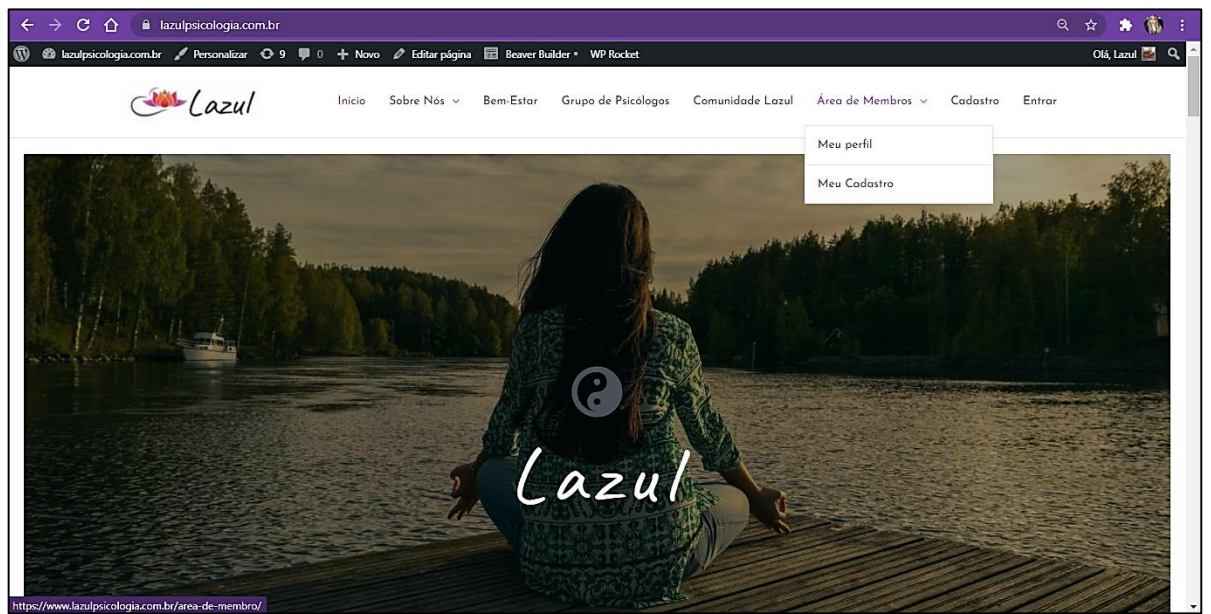 lazulpsicologia.com.br
lazulpsicologia.com.br Personalizar 9 0 + Novo Editar página Beaver Builder • WP Rocket Olá, Lazul
Lazul Início Sobre Nós Bem-Estar Grupo de Psicólogos Comunidade Lazul Área de Membros Cadastro Entrar
Meu perfil
Meu Cadastro
Lazul
https://www.lazulpsicologia.com.br/area-de-membro/